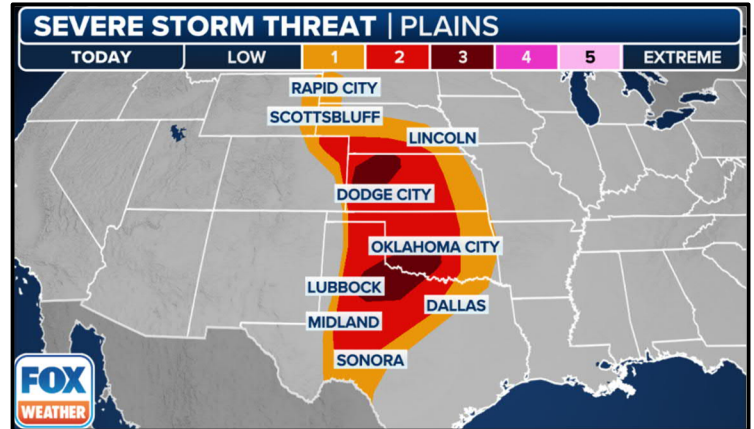 SEVERE STORM THREAT | PLAINS
TODAY LOW 1 2 3 4 5 EXTREME
RAPID CITY
SCOTTSBLUFF
LINCOLN
DODGE CITY
OKLAHOMA CITY
LUBBOCK
DALLAS
MIDLAND
SONORA
FOX
WEATHER